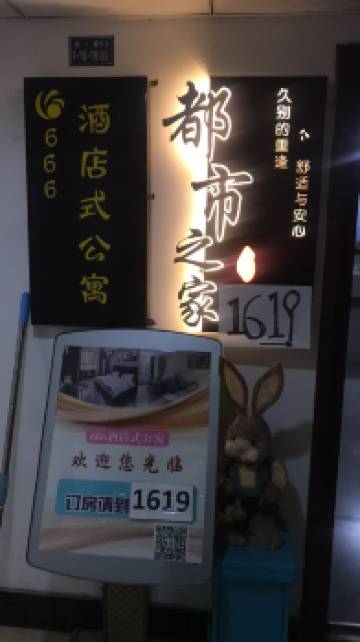 666
酒店式公寓
都市之家
久别的重逢
舒适与安心
1619
666酒店式公寓
欢迎您光临
订房请到 1619